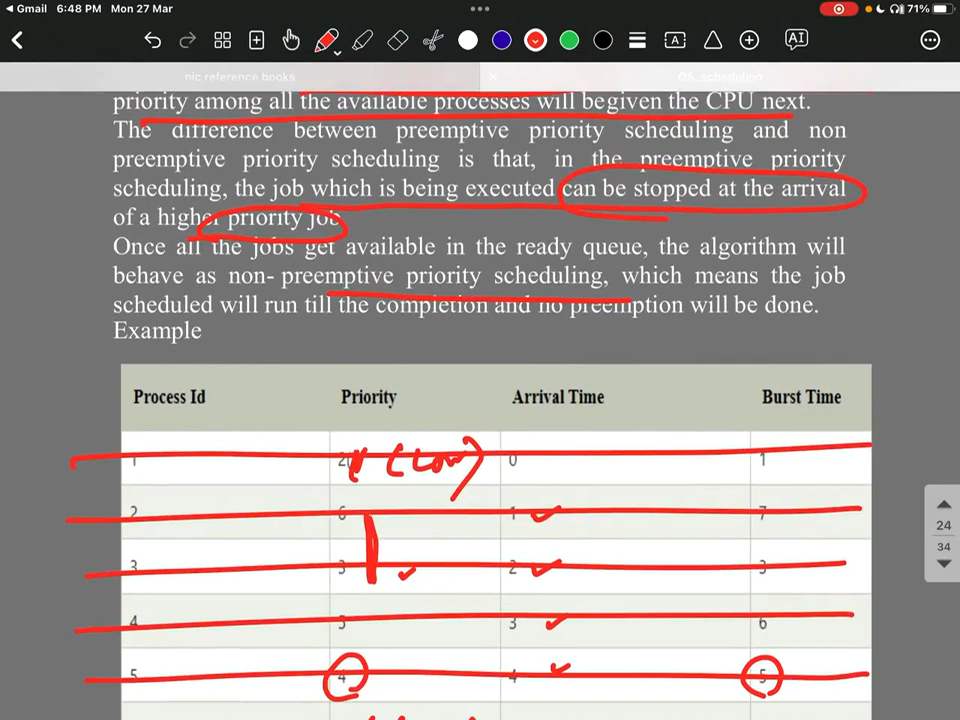 Gmail 6:48 PM Mon 27 Mar 71%
A AI
nic reference books OS_scheduling
priority among all the available processes will begiven the CPU next.
The difference between preemptive priority scheduling and non
preemptive priority scheduling is that, in the preemptive priority
scheduling, the job which is being executed can be stopped at the arrival
of a higher priority job.
Once all the jobs get available in the ready queue, the algorithm will
behave as non- preemptive priority scheduling, which means the job
scheduled will run till the completion and no preemption will be done.
Example
Process Id Priority Arrival Time Burst Time
1 2 (Low) 0 1
2 6 1 7
3 3 2 3
4 3 6
5 4 4 5
24
34